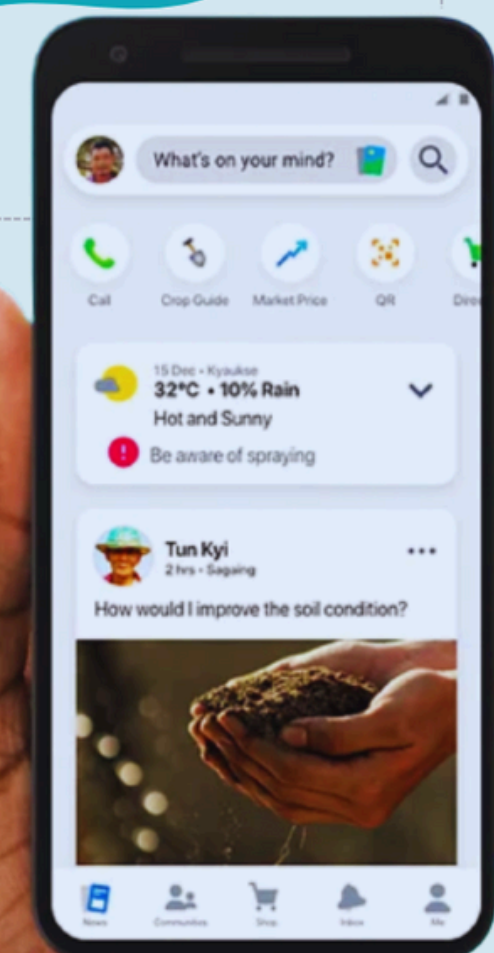 What's on your mind?
Call
Crop Guide
Market Price
QR
15 Dec • Kyaukse
32°C • 10% Rain
Hot and Sunny
Be aware of spraying
Tun Kyi
2 hrs • Sagaing
How would I improve the soil condition?
News
Communities
Shop
Inbox
Me